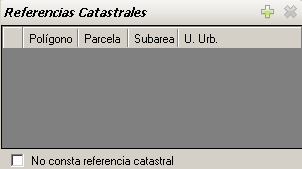 Referencias Catastrales
Polígono Parcela Subarea U. Urb.
No consta referencia catastral